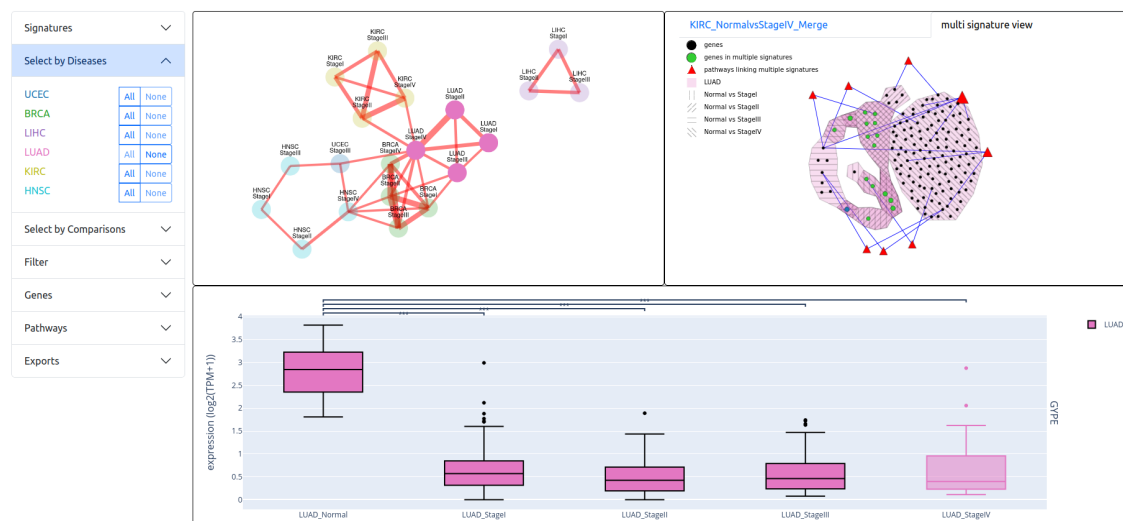 Signatures
Select by Diseases
UCEC All None
BRCA All None
LIHC All None
LUAD All None
KIRC All None
HNSC All None
Select by Comparisons
Filter
Genes
Pathways
Exports
KIRC
StageIII
KIRC
StageI
KIRC
StageIV
KIRC
StageII
LIHC
StageI
LIHC
StageII
LIHC
StageIII
LUAD
StageII
LUAD
StageI
LUAD
StageIV
LUAD
StageIII
UCEC
StageIII
HNSC
StageIII
HNSC
StageI
HNSC
StageII
HNSC
StageIV
BRCA
StageIV
BRCA
StageII
BRCA
StageI
BRCA
StageIII
KIRC_NormalvsStageIV_Merge
multi signature view
genes
genes in multiple signatures
pathways linking multiple signatures
LUAD
Normal vs StageI
Normal vs StageII
Normal vs StageIII
Normal vs StageIV
***
***
***
***
expression (log2(TPM+1))
4
3.5
3
2.5
2
1.5
1
0.5
0
LUAD_Normal
LUAD_StageI
LUAD_StageII
LUAD_StageIII
LUAD_StageIV
GYPE
LUAD